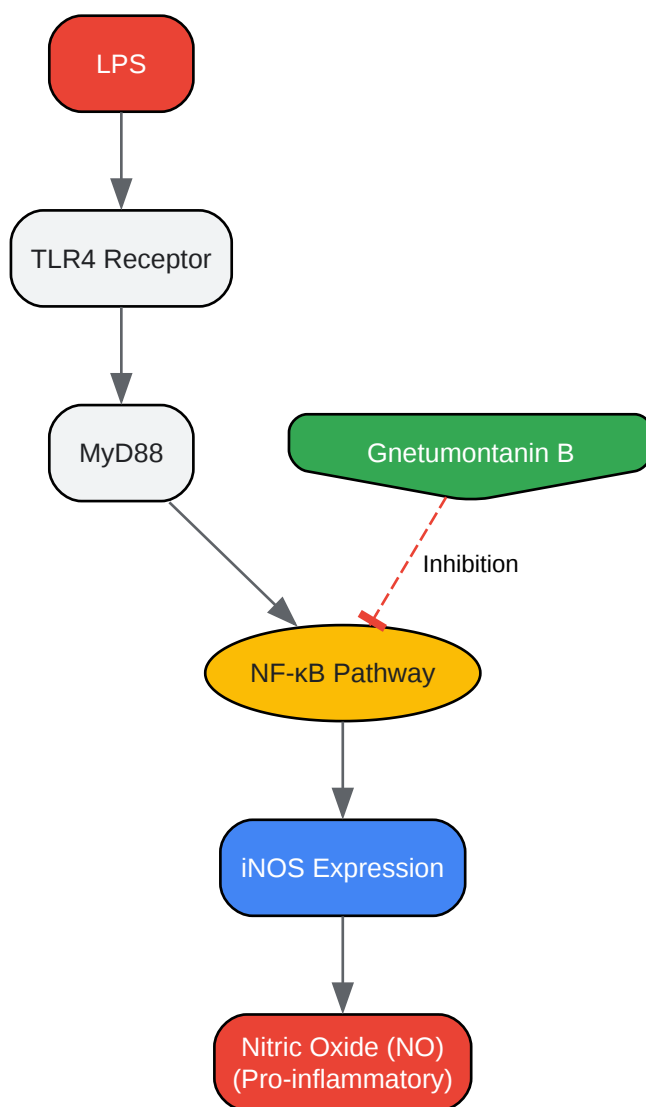 LPS
TLR4 Receptor
MyD88
Gnetumontanin B
Inhibition
NF-κB Pathway
iNOS Expression
Nitric Oxide (NO)
(Pro-inflammatory)